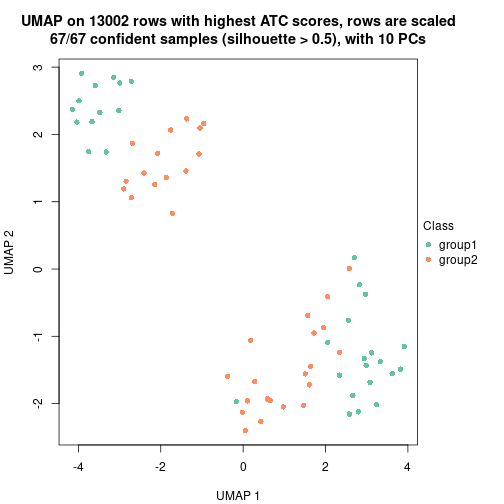 UMAP on 13002 rows with highest ATC scores, rows are scaled
67/67 confident samples (silhouette > 0.5), with 10 PCs
3
2
1
0
-1
-2
UMAP 2
-4
-2
0
2
4
UMAP 1
Class
group1
group2